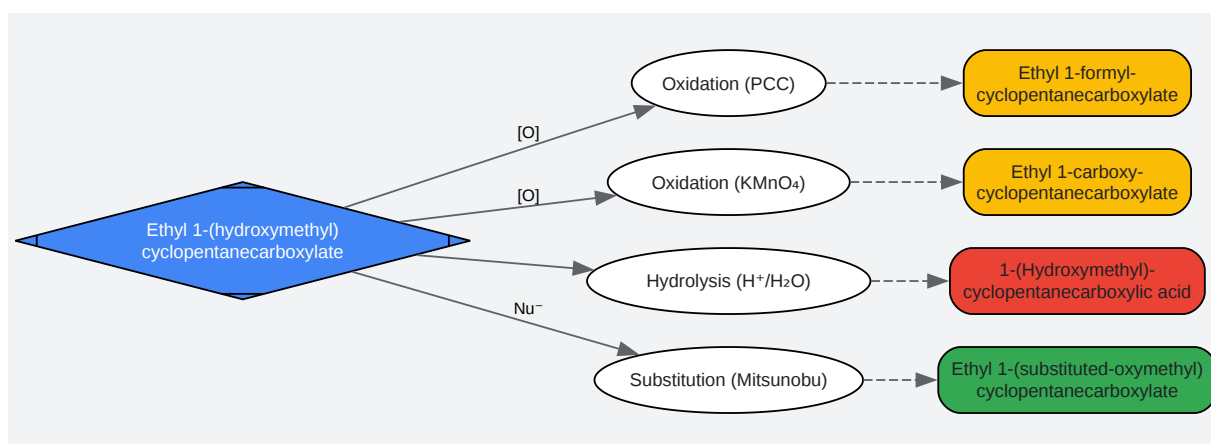 Oxidation (PCC)
Ethyl 1-formyl-
cyclopentanecarboxylate
[O]
Oxidation (KMnO₄)
Ethyl 1-carboxy-
cyclopentanecarboxylate
[O]
Ethyl 1-(hydroxymethyl)
cyclopentanecarboxylate
Hydrolysis (H⁺/H₂O)
1-(Hydroxymethyl)-
cyclopentanecarboxylic acid
Nu⁻
Substitution (Mitsunobu)
Ethyl 1-(substituted-oxymethyl)
cyclopentanecarboxylate